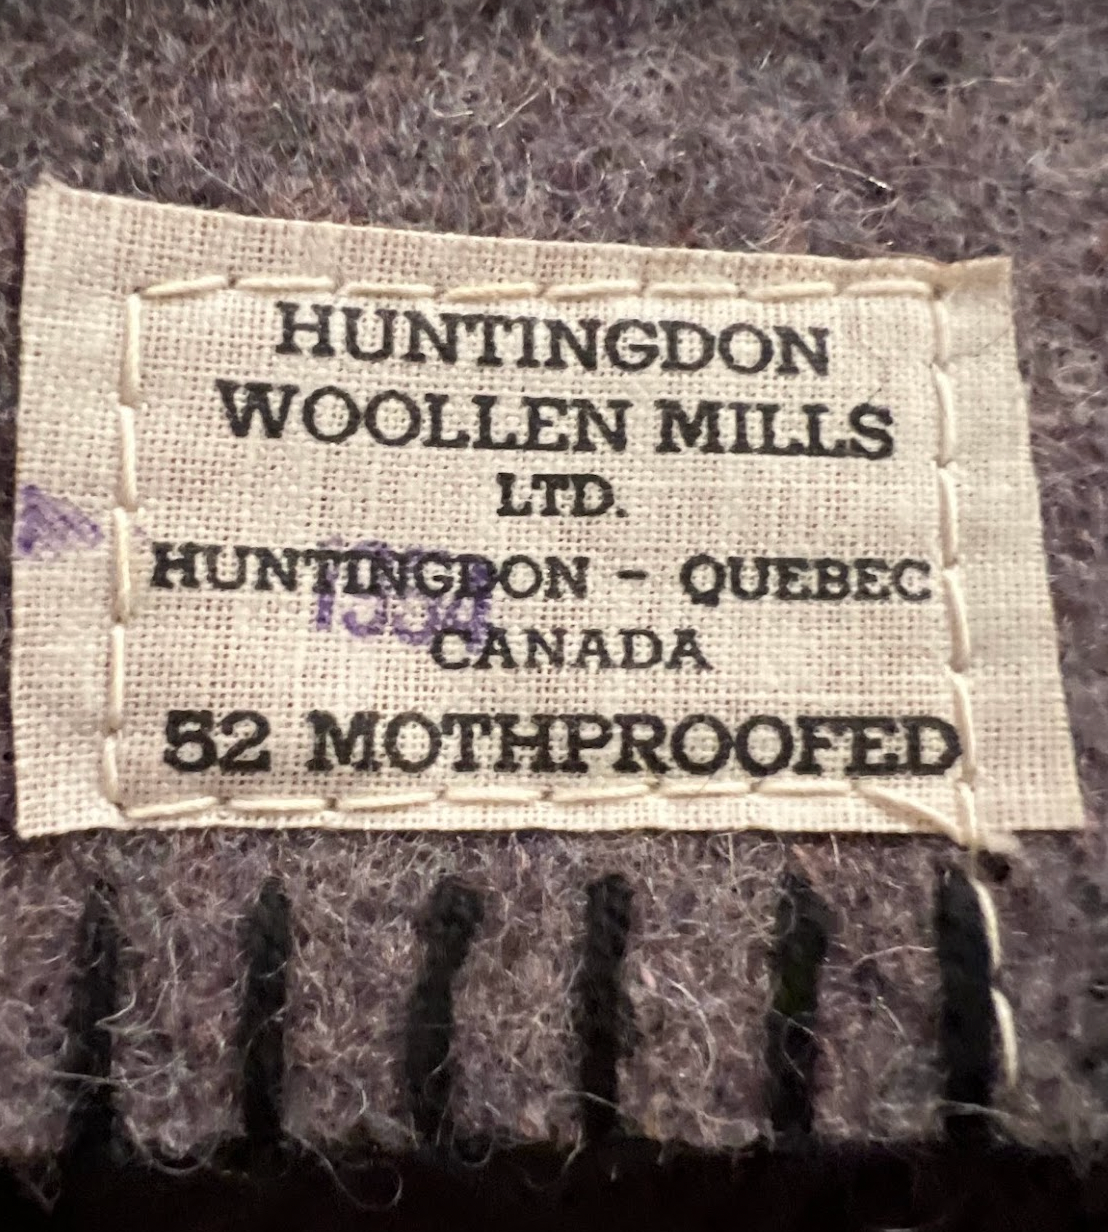 HUNTINGDON
WOOLLEN MILLS
LTD.
HUNTINGDON - QUEBEC
CANADA
52 MOTHPROOFED